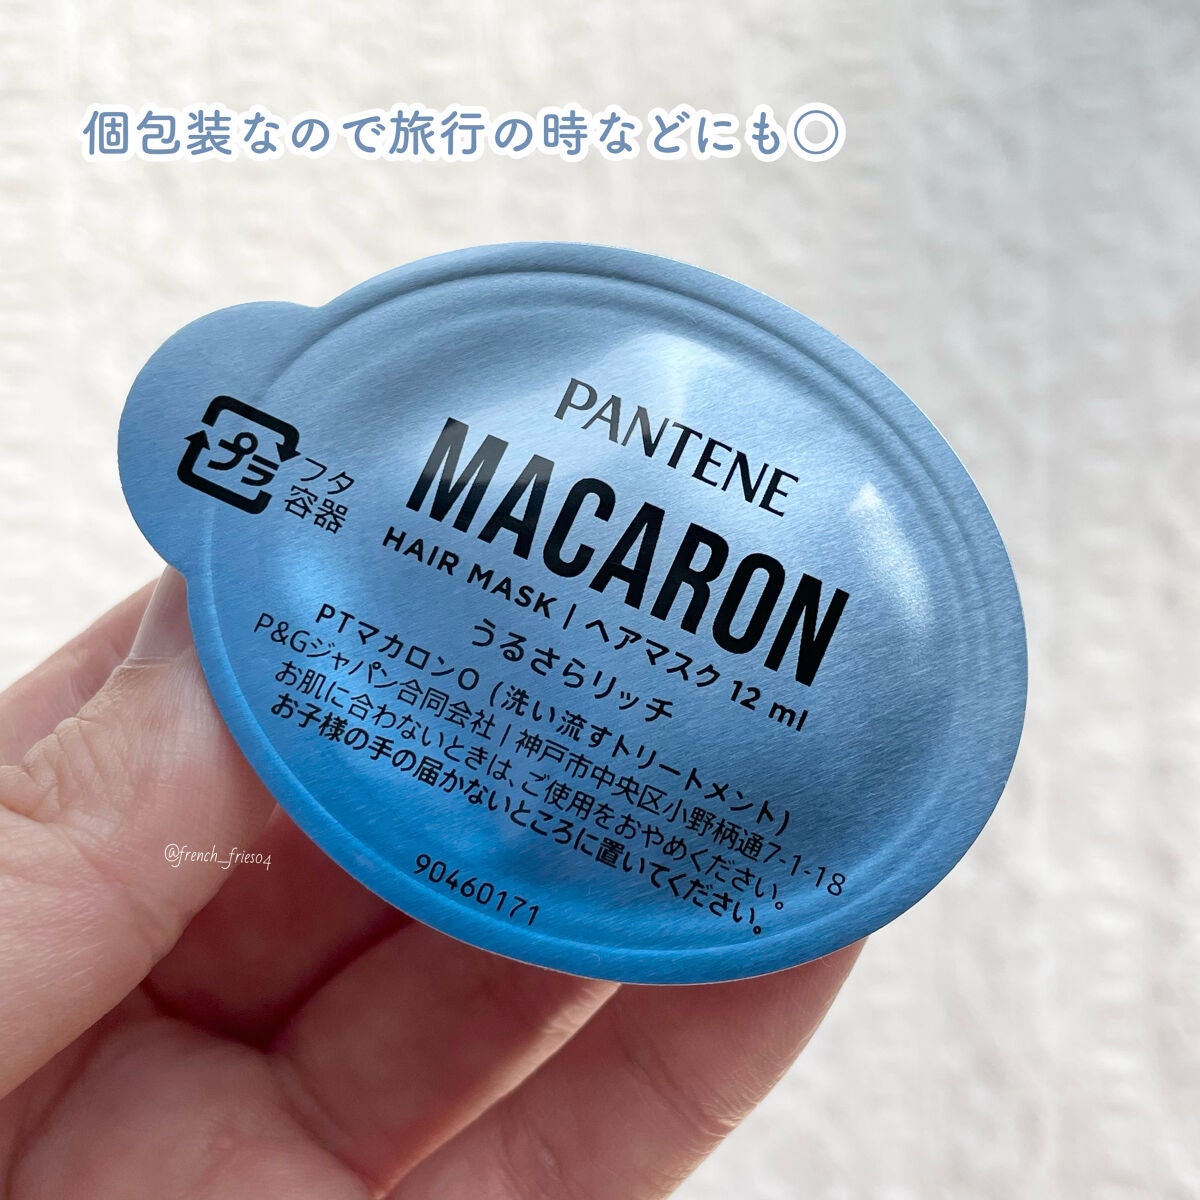 個包装なので旅行の時などにも◎
PANTENE
MACARON
HAIR MASK | ヘアマスク 12 ml
うるさらリッチ
PTマカロンO (洗い流すトリートメント)
P&Gジャパン合同会社 | 神戸市中央区小野柄通7-1-18
お肌に合わないときは、ご使用をおやめください。
お子様の手の届かないところに置いてください。
90460171
プラ
フタ
容器
@french_fries04